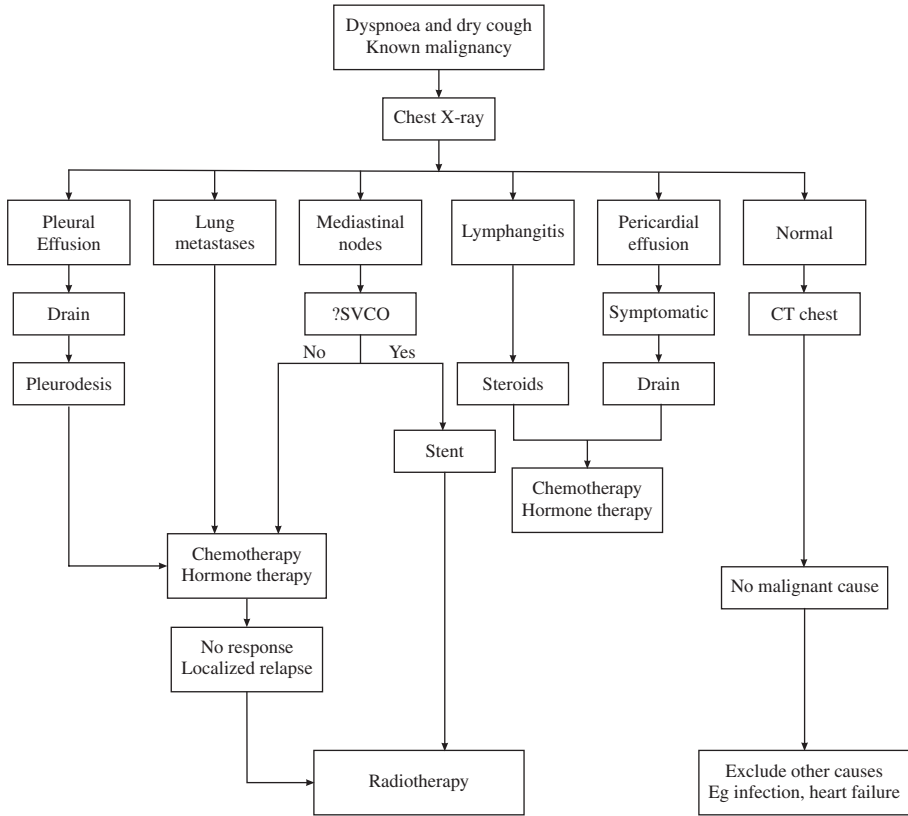 Dyspnoea and dry cough
Known malignancy
Chest X-ray
Pleural
Effusion
Lung
metastases
Mediastinal
nodes
Lymphangitis
Pericardial
effusion
Normal
Drain
?SVCO
Symptomatic
CT chest
No
Yes
Pleurodesis
Steroids
Drain
Stent
Chemotherapy
Hormone therapy
Chemotherapy
Hormone therapy
No malignant cause
No response
Localized relapse
Radiotherapy
Exclude other causes
Eg infection, heart failure